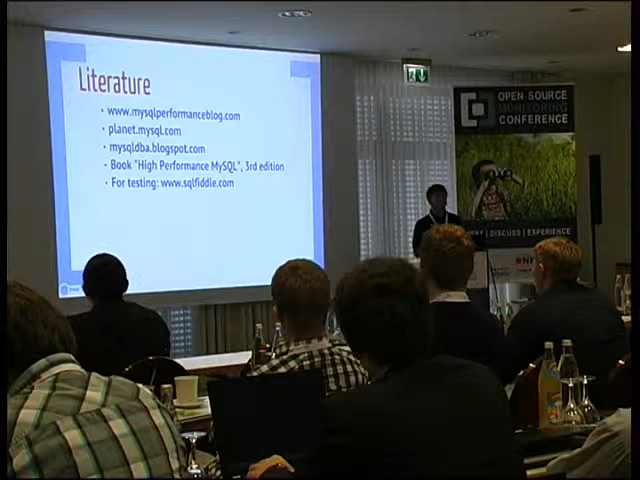 Literature
• www.mysqlperformanceblog.com
• planet.mysql.com
• mysqldba.blogspot.com
• Book "High Performance MySQL", 3rd edition
• For testing: www.sqlfiddle.com
OPEN SOURCE
MONITORING
CONFERENCE
| DISCUSS | EXPERIENCE